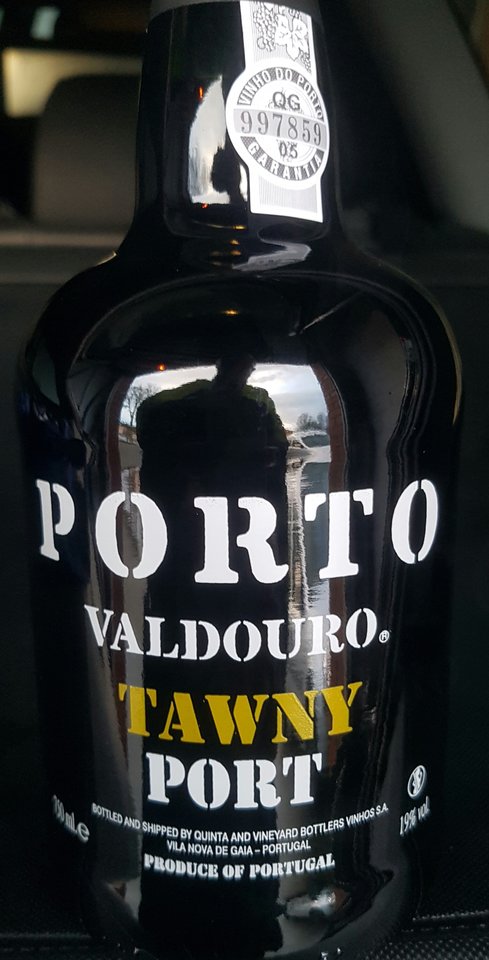 VINHO DO PORTO
QG
997859
05
GARANTIA
PORTO
VALDOURO®
TAWNY
PORT
750 ml e
19% vol.
BOTTLED AND SHIPPED BY QUINTA AND VINEYARD BOTTLERS VINHOS S.A.
VILA NOVA DE GAIA – PORTUGAL
PRODUCE OF PORTUGAL